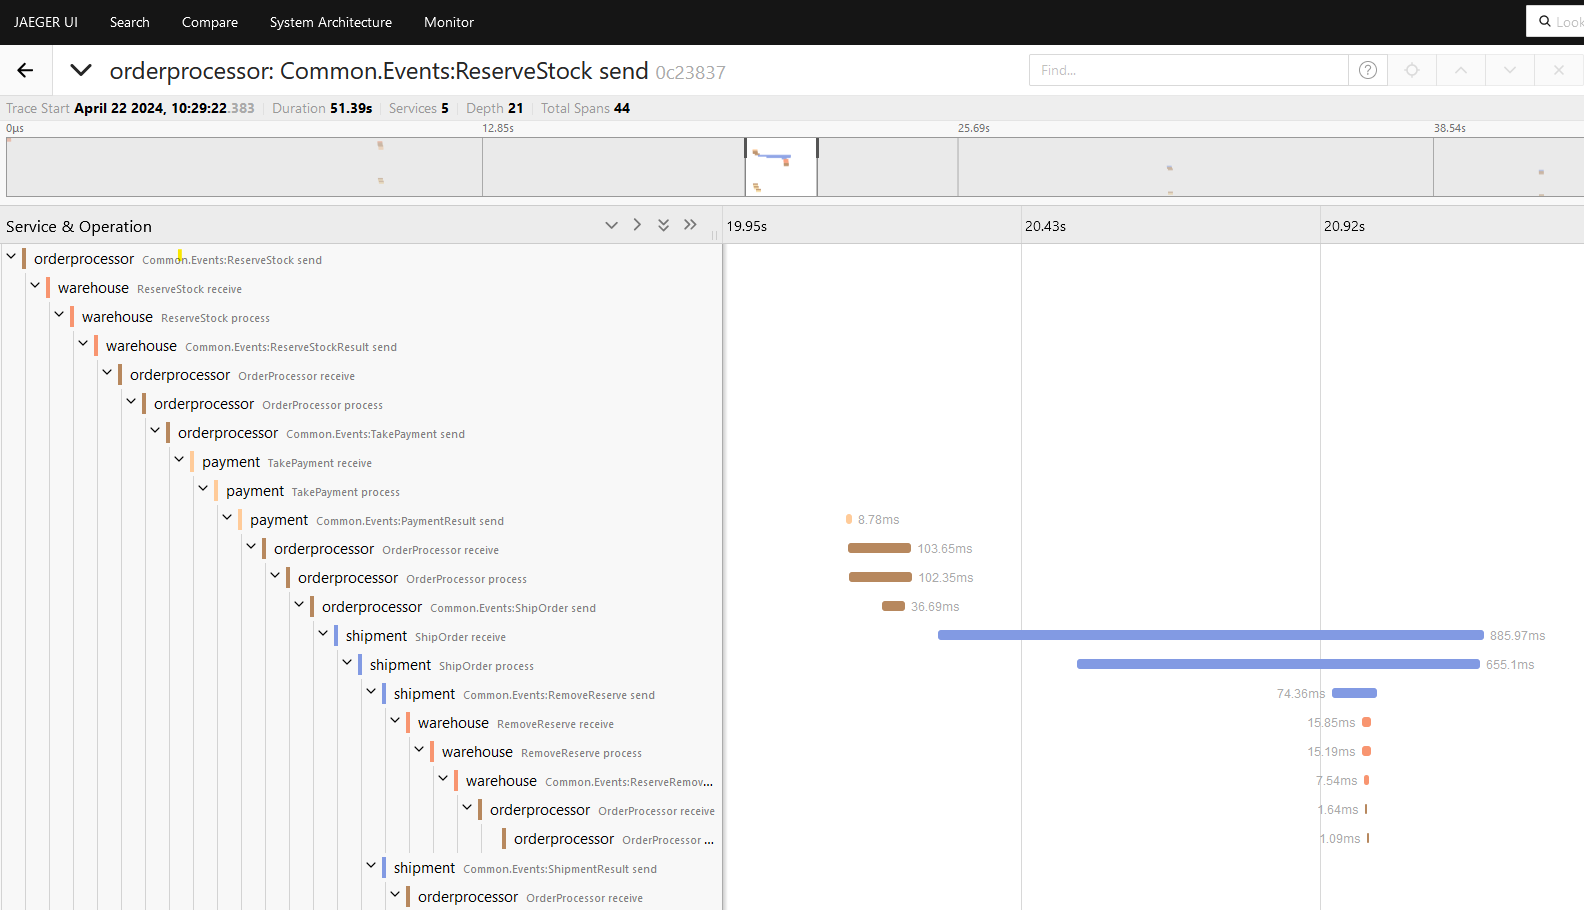 JAEGER UI Search Compare System Architecture Monitor Look
orderprocessor: Common.Events:ReserveStock send 0c23837 Find...
Trace Start April 22 2024, 10:29:22.383 Duration 51.39s Services 5 Depth 21 Total Spans 44
0μs 12.85s 25.69s 38.54s
Service & Operation 19.95s 20.43s 20.92s
orderprocessor Common.Events:ReserveStock send
warehouse ReserveStock receive
warehouse ReserveStock process
warehouse Common.Events:ReserveStockResult send
orderprocessor OrderProcessor receive
orderprocessor OrderProcessor process
orderprocessor Common.Events:TakePayment send
payment TakePayment receive
payment TakePayment process
payment Common.Events:PaymentResult send 8.78ms
orderprocessor OrderProcessor receive 103.65ms
orderprocessor OrderProcessor process 102.35ms
orderprocessor Common.Events:ShipOrder send 36.69ms
shipment ShipOrder receive 885.97ms
shipment ShipOrder process 655.1ms
shipment Common.Events:RemoveReserve send 74.36ms
warehouse RemoveReserve receive 15.85ms
warehouse RemoveReserve process 15.19ms
warehouse Common.Events:ReserveRemov... 7.54ms
orderprocessor OrderProcessor receive 1.64ms
orderprocessor OrderProcessor ... 1.09ms
shipment Common.Events:ShipmentResult send
orderprocessor OrderProcessor receive